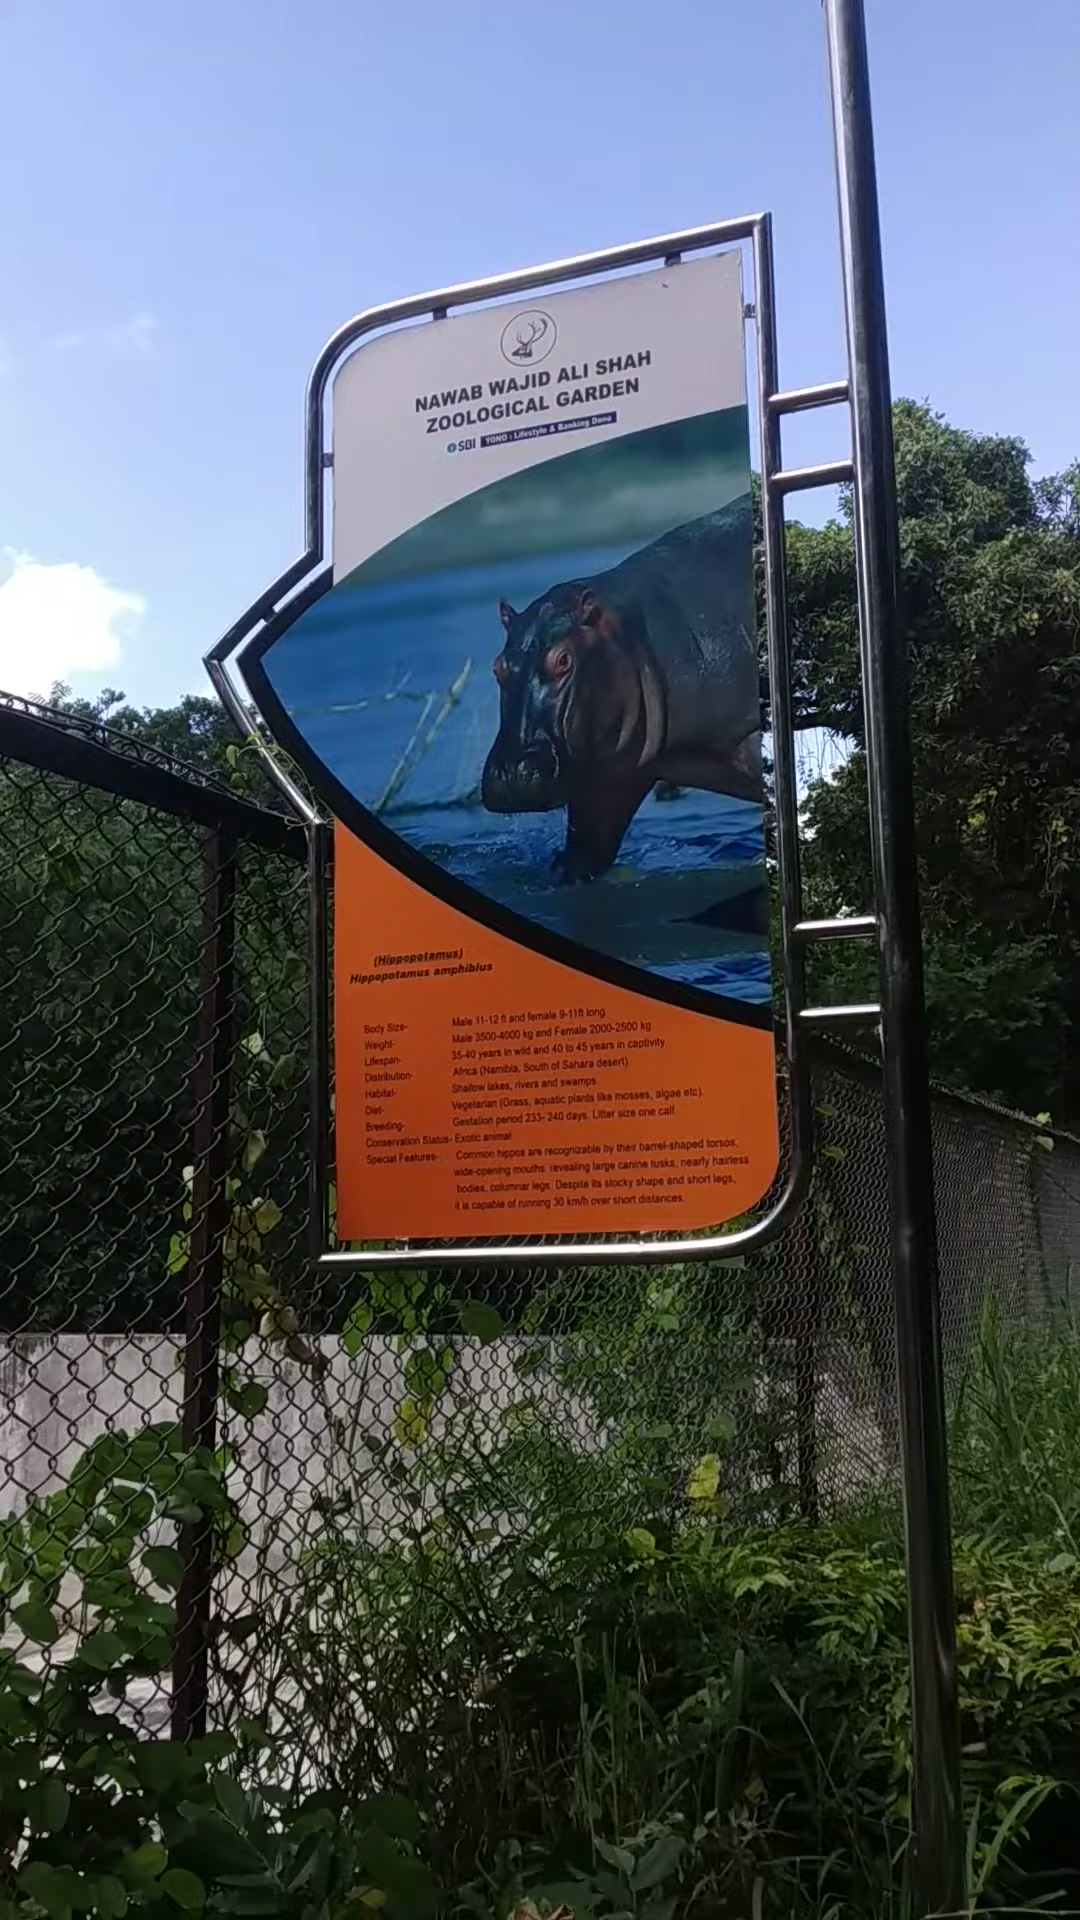 NAWAB WAJID ALI SHAH
ZOOLOGICAL GARDEN
SBI YONO : Lifestyle & Banking Done
(Hippopotamus)
Hippopotamus amphibius
Body Size- Male 11-12 ft and female 9-11ft long
Weight- Male 3500-4000 kg and Female 2000-2500 kg
Lifespan- 35-40 years in wild and 40 to 45 years in captivity
Distribution- Africa (Namibia, South of Sahara desert)
Habitat- Shallow lakes, rivers and swamps.
Diet- Vegetarian (Grass, aquatic plants like mosses, algae etc)
Breeding- Gestation period 233- 240 days. Litter size one calf
Conservation Status- Exotic animal
Special Features- Common hippos are recognizable by their barrel-shaped torsos,
wide-opening mouths revealing large canine tusks, nearly hairless
bodies, columnar legs. Despite its stocky shape and short legs,
it is capable of running 30 km/h over short distances.